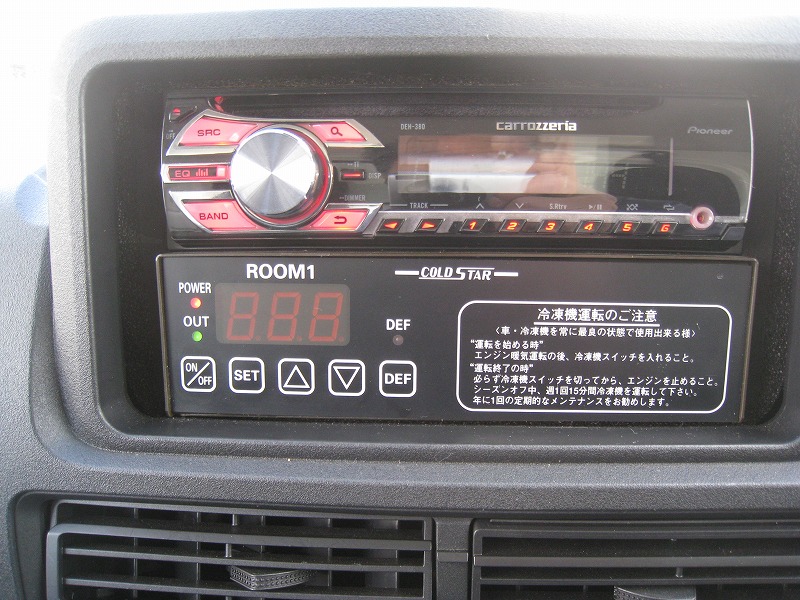 SRC
EQ
BAND
DEH-380
carrozzeria
Pioneer
DISP
DIMMER
TRACK
S.Rtrv
1 2 3 4 5 6
ROOM1
COLD STAR
POWER
OUT
DEF
ON/OFF
SET
DEF
冷凍機運転のご注意
〈車・冷凍機を常に最良の状態で使用出来る様〉
“運転を始める時”
エンジン暖気運転の後、冷凍機スイッチを入れること。
“運転終了の時”
必らず冷凍機スイッチを切ってから、エンジンを止めること。
シーズンオフ中、週1回15分間冷凍機を運転して下さい。
年に1回の定期的なメンテナンスをお勧めします。